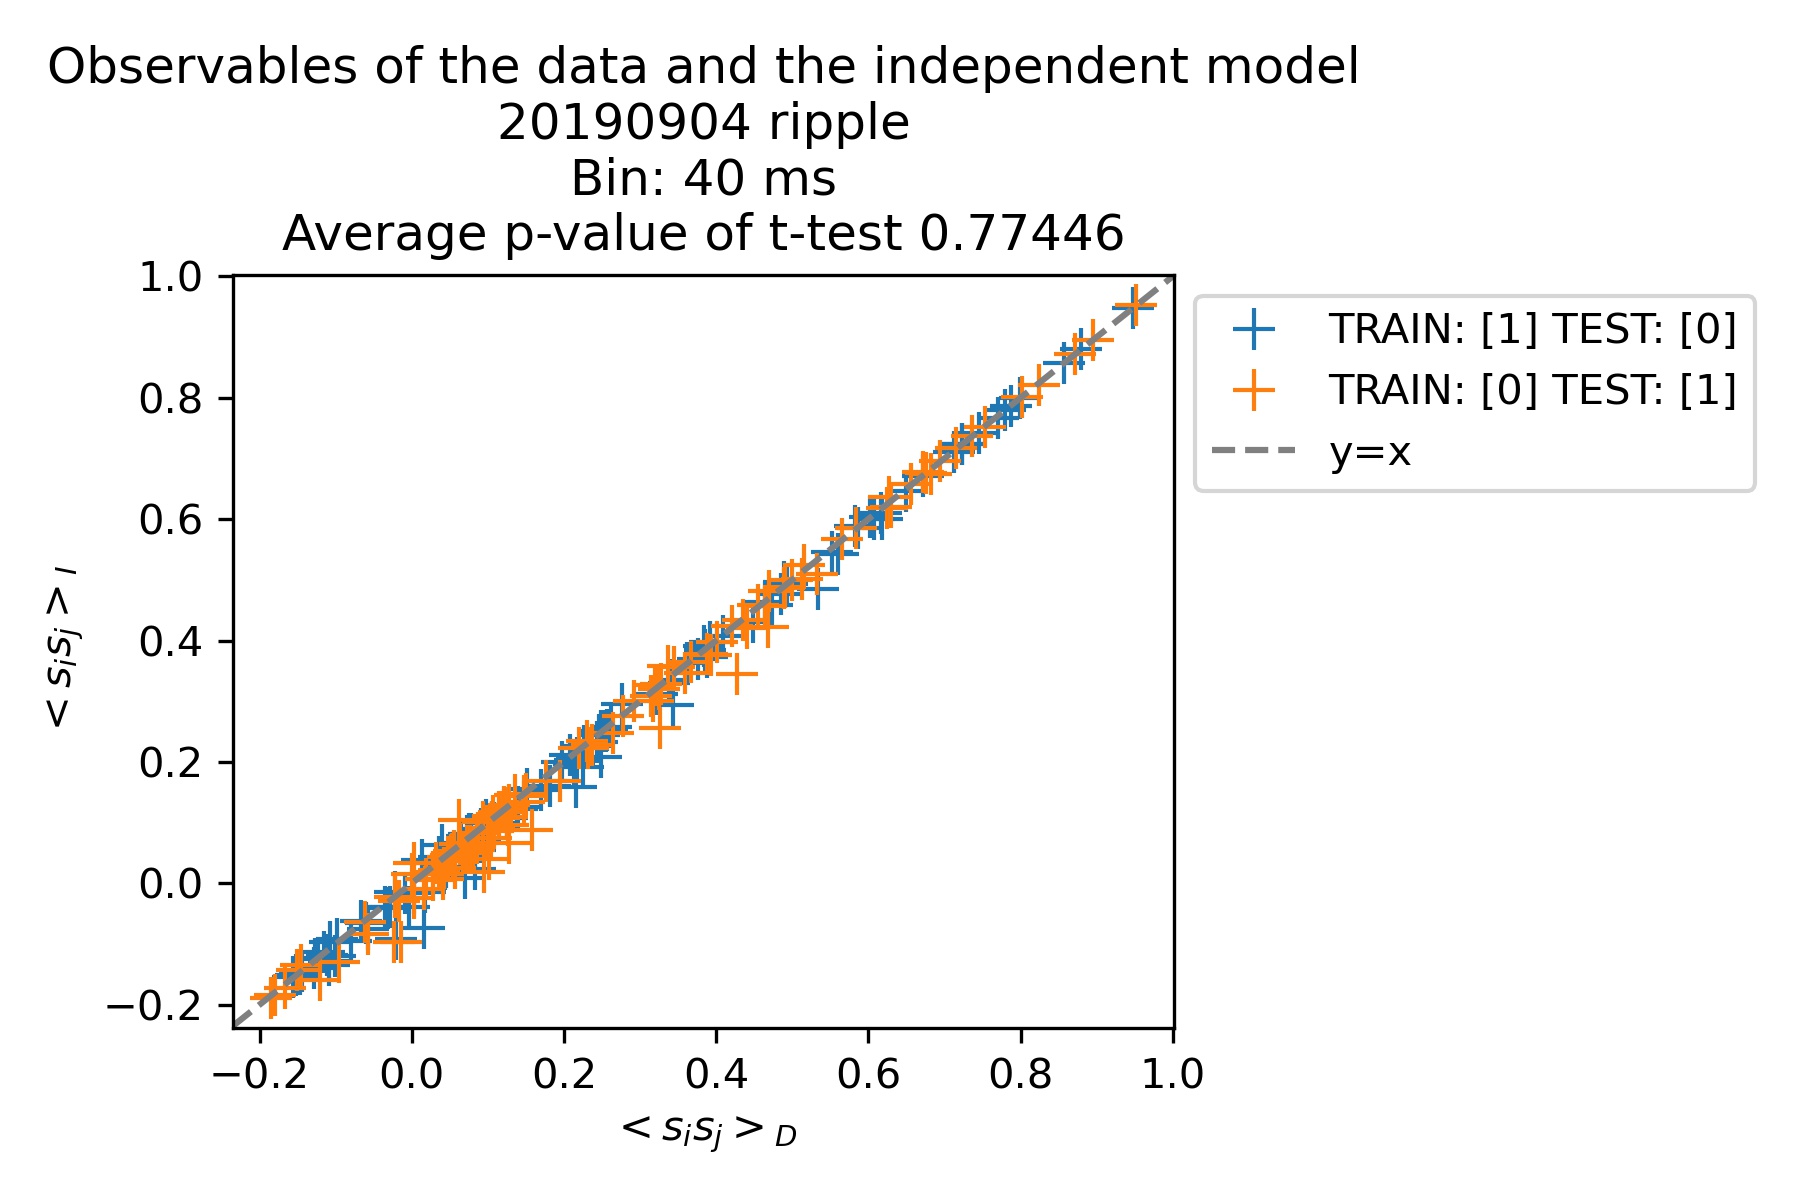 Observables of the data and the independent model
20190904 ripple
Bin: 40 ms
Average p-value of t-test 0.77446
1.0
0.8
0.6
0.4
0.2
0.0
−0.2
−0.2 0.0 0.2 0.4 0.6 0.8 1.0
< s_i s_j >_I
< s_i s_j >_D
TRAIN: [1] TEST: [0]
TRAIN: [0] TEST: [1]
y=x